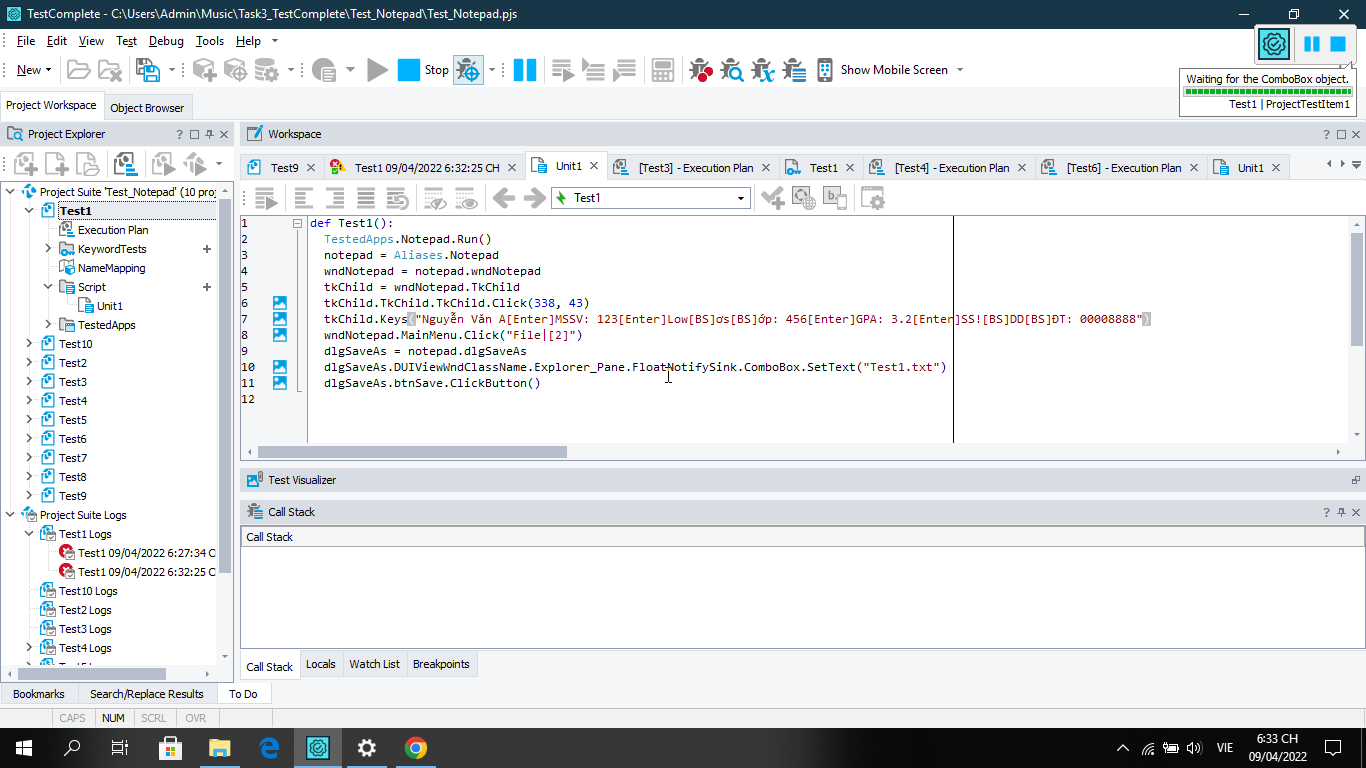 TestComplete - C:\Users\Admin\Music\Task3_TestComplete\Test_Notepad\Test_Notepad.pjs
File Edit View Test Debug Tools Help
New Stop Show Mobile Screen
Waiting for the ComboBox object.
Test1 | ProjectTestItem1
Project Workspace Object Browser
Project Explorer ?
Workspace ?
Test9 Test1 09/04/2022 6:32:25 CH Unit1 [Test3] - Execution Plan Test1 [Test4] - Execution Plan [Test6] - Execution Plan Unit1
Test1
Project Suite 'Test_Notepad' (10 proj
Test1
Execution Plan
KeywordTests
NameMapping
Script
Unit1
TestedApps
Test10
Test2
Test3
Test4
Test5
Test6
Test7
Test8
Test9
Project Suite Logs
Test1 Logs
Test1 09/04/2022 6:27:34 C
Test1 09/04/2022 6:32:25 C
Test10 Logs
Test2 Logs
Test3 Logs
Test4 Logs
1 def Test1():
2 TestedApps.Notepad.Run()
3 notepad = Aliases.Notepad
4 wndNotepad = notepad.wndNotepad
5 tkChild = wndNotepad.TkChild
6 tkChild.TkChild.TkChild.Click(338, 43)
7 tkChild.Keys("Nguyễn Văn A[Enter]MSSV: 123[Enter]Low[BS]ơs[BS]ớp: 456[Enter]GPA: 3.2[Enter]SS![BS]DD[BS]ĐT: 00008888")
8 wndNotepad.MainMenu.Click("File|[2]")
9 dlgSaveAs = notepad.dlgSaveAs
10 dlgSaveAs.DUIViewWndClassName.Explorer_Pane.FloatNotifySink.ComboBox.SetText("Test1.txt")
11 dlgSaveAs.btnSave.ClickButton()
12
Test Visualizer
Call Stack ?
Call Stack
Call Stack Locals Watch List Breakpoints
Bookmarks Search/Replace Results To Do
CAPS NUM SCRL OVR
VIE
6:33 CH
09/04/2022